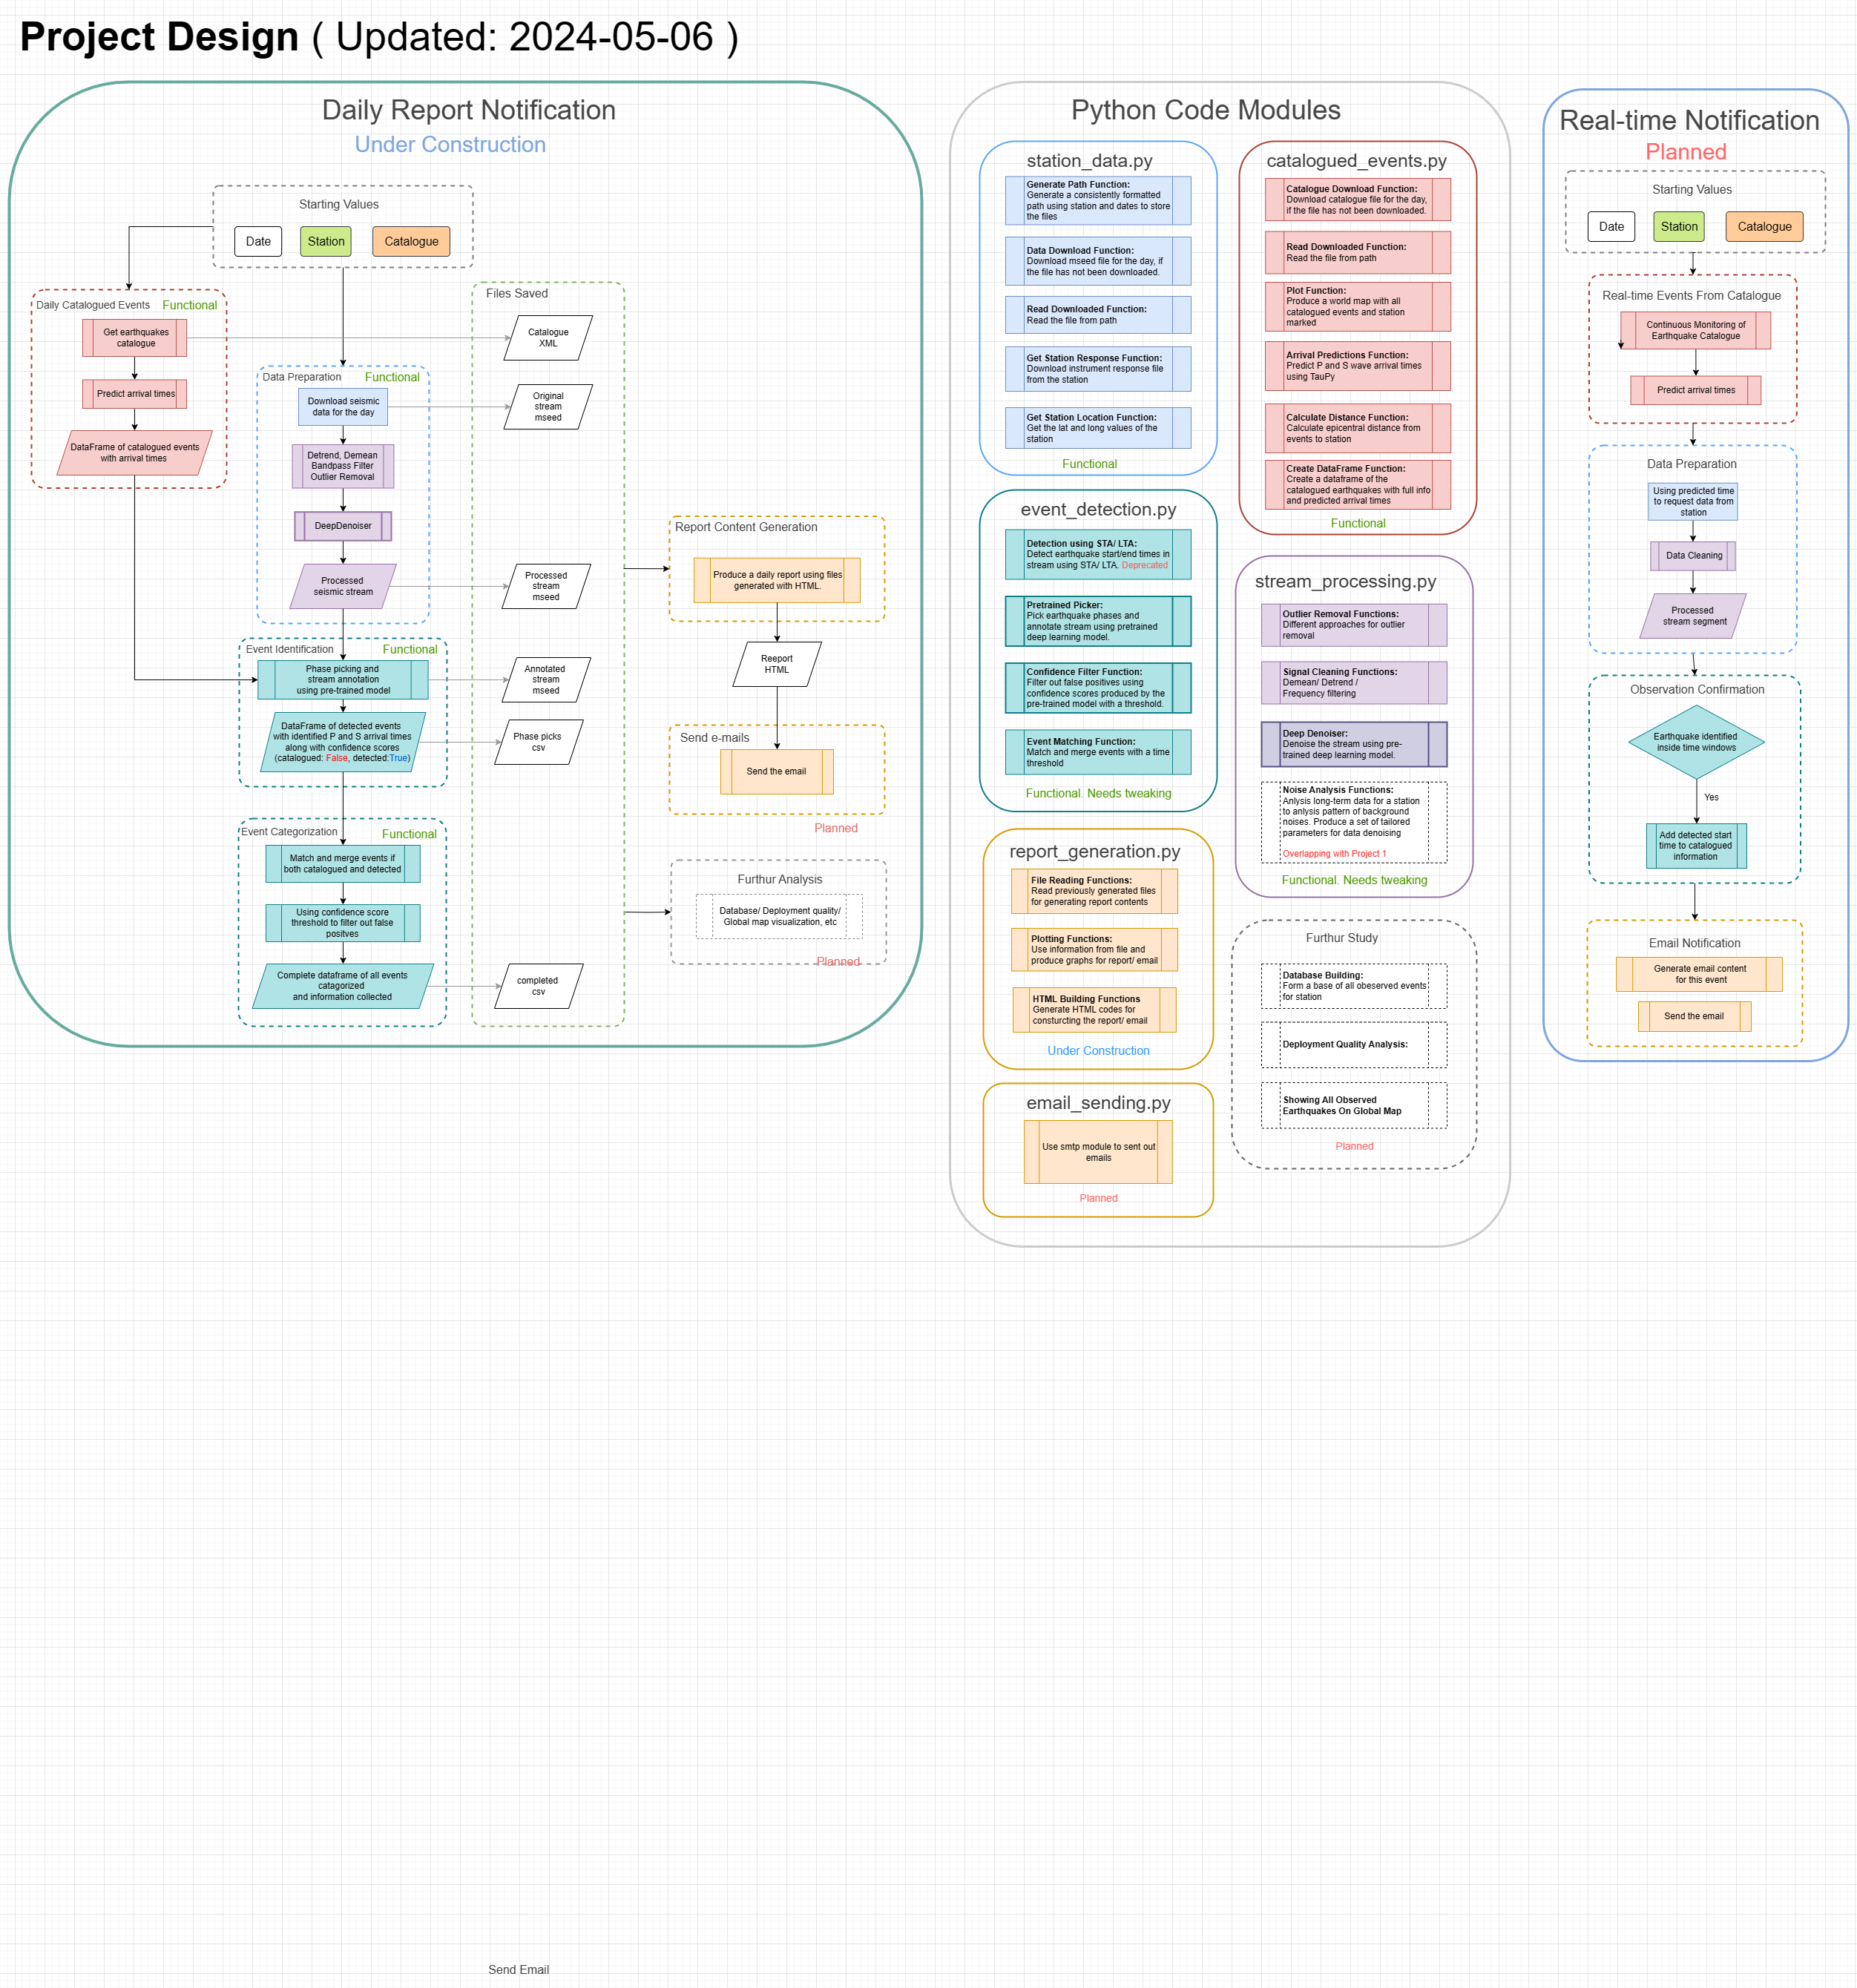 Project Design ( Updated: 2024-05-06 )
Daily Report Notification
Under Construction
Starting Values
Date
Station
Catalogue
Daily Catalogued Events
Functional
Get earthquakes
catalogue
Predict arrival times
DataFrame of catalogued events
with arrival times
Data Preparation
Functional
Download seismic
data for the day
Detrend, Demean
Bandpass Filter
Outlier Removal
DeepDenoiser
Processed
seismic stream
Event Identification
Functional
Phase picking and
stream annotation
using pre-trained model
DataFrame of detected events
with identified P and S arrival times
along with confidence scores
(catalogued: False, detected:True)
Event Categorization
Functional
Match and merge events if
both catalogued and detected
Using confidence score
threshold to filter out false
positves
Complete dataframe of all events
catagorized
and information collected
Files Saved
Catalogue
XML
Original
stream
mseed
Processed
stream
mseed
Annotated
stream
mseed
Phase picks
csv
completed
csv
Report Content Generation
Produce a daily report using files
generated with HTML.
Reeport
HTML
Send e-mails
Send the email
Planned
Furthur Analysis
Database/ Deployment quality/
Global map visualization, etc
Planned
Python Code Modules
station_data.py
Generate Path Function:
Generate a consistently formatted
path using station and dates to store
the files
Data Download Function:
Download mseed file for the day, if
the file has not been downloaded.
Read Downloaded Function:
Read the file from path
Get Station Response Function:
Download instrument response file
from the station
Get Station Location Function:
Get the lat and long values of the
station
Functional
event_detection.py
Detection using STA/ LTA:
Detect earthquake start/end times in
stream using STA/ LTA. Deprecated
Pretrained Picker:
Pick earthquake phases and
annotate stream using pretrained
deep learning model.
Confidence Filter Function:
Filter out false positives using
confidence scores produced by the
pre-trained model with a threshold.
Event Matching Function:
Match and merge events with a time
threshold
Functional. Needs tweaking
report_generation.py
File Reading Functions:
Read previously generated files
for generating report contents
Plotting Functions:
Use information from file and
produce graphs for report/ email
HTML Building Functions
Generate HTML codes for
consturcting the report/ email
Under Construction
email_sending.py
Use smtp module to sent out
emails
Planned
catalogued_events.py
Catalogue Download Function:
Download catalogue file for the day,
if the file has not been downloaded.
Read Downloaded Function:
Read the file from path
Plot Function:
Produce a world map with all
catalogued events and station
marked
Arrival Predictions Function:
Predict P and S wave arrival times
using TauPy
Calculate Distance Function:
Calculate epicentral distance from
events to station
Create DataFrame Function:
Create a dataframe of the
catalogued earthquakes with full info
and predicted arrival times
Functional
stream_processing.py
Outlier Removal Functions:
Different approaches for outlier
removal
Signal Cleaning Functions:
Demean/ Detrend /
Frequency filtering
Deep Denoiser:
Denoise the stream using pre-
trained deep learning model.
Noise Analysis Functions:
Anlysis long-term data for a station
to anlysis pattern of background
noises. Produce a set of tailored
parameters for data denoising
Overlapping with Project 1
Functional. Needs tweaking
Furthur Study
Database Building:
Form a base of all obeserved events
for station
Deployment Quality Analysis:
Showing All Observed
Earthquakes On Global Map
Planned
Real-time Notification
Planned
Starting Values
Date
Station
Catalogue
Real-time Events From Catalogue
Continuous Monitoring of
Earthquake Catalogue
Predict arrival times
Data Preparation
Using predicted time
to request data from
station
Data Cleaning
Processed
stream segment
Observation Confirmation
Earthquake identified
inside time windows
Yes
Add detected start
time to catalogued
information
Email Notification
Generate email content
for this event
Send the email
Send Email